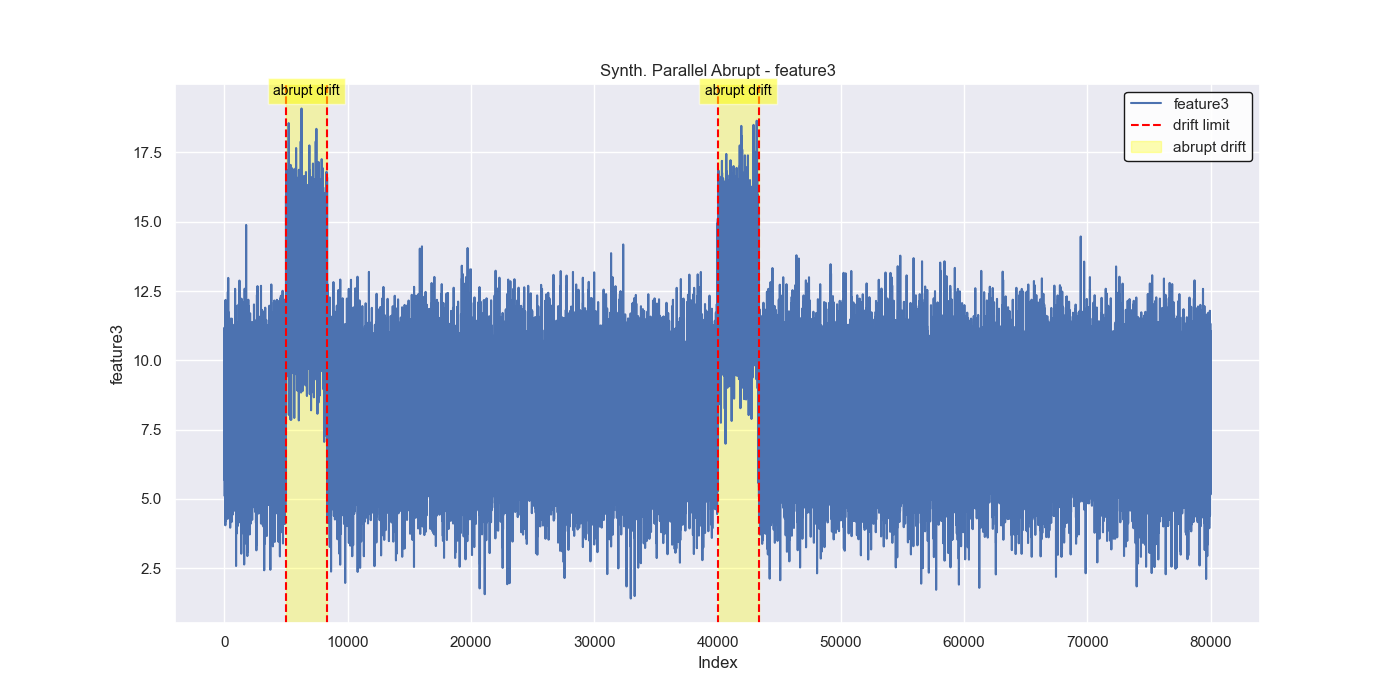 Synth. Parallel Abrupt - feature3
abrupt drift
abrupt drift
feature3
drift limit
abrupt drift
17.5
15.0
12.5
10.0
7.5
5.0
2.5
feature3
0
10000
20000
30000
40000
50000
60000
70000
80000
Index